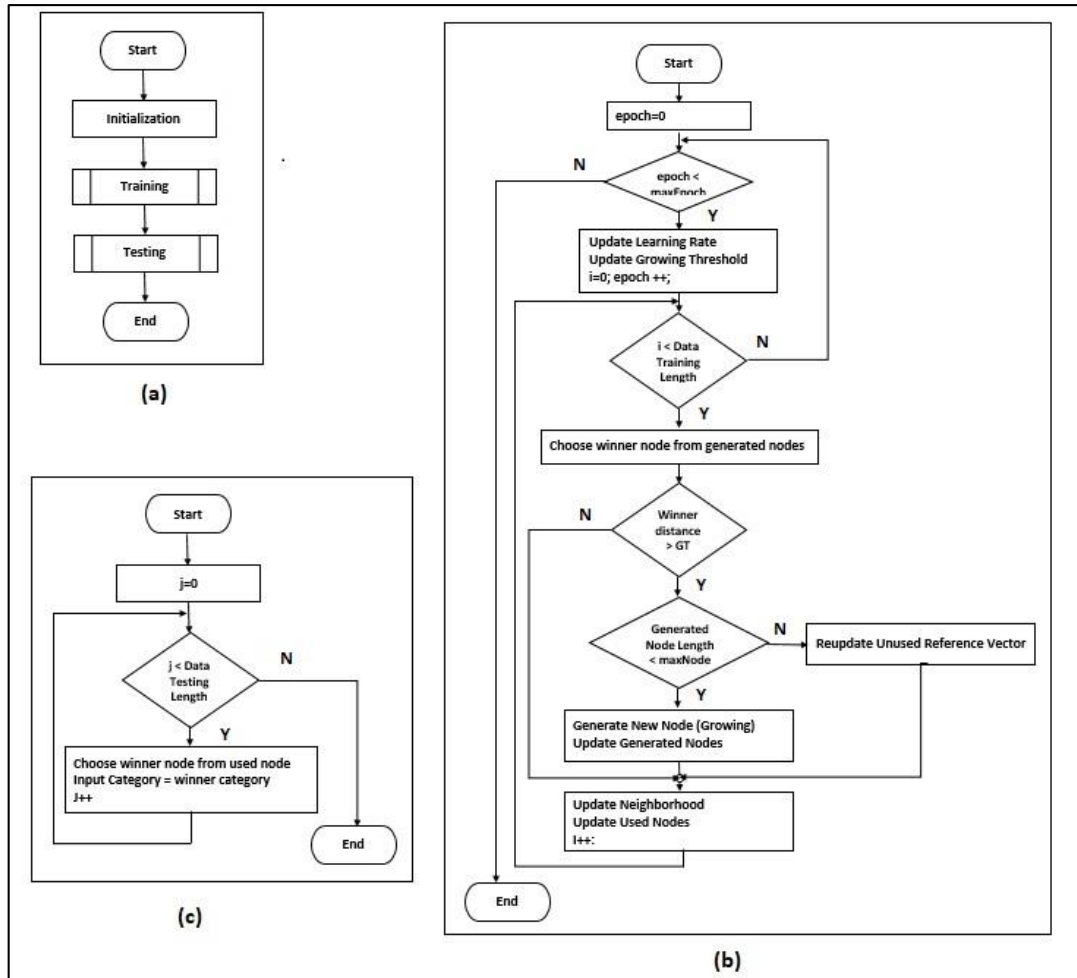 Start
Initialization
Training
Testing
End
(a)
Start
epoch=0
N
epoch <
maxEpoch
Y
Update Learning Rate
Update Growing Threshold
i=0; epoch ++;
i < Data
Training
Length
N
Y
Choose winner node from generated nodes
Winner
distance
> GT
N
Y
Generated
Node Length
< maxNode
N
Reupdate Unused Reference Vector
Y
Generate New Node (Growing)
Update Generated Nodes
Update Neighborhood
Update Used Nodes
I++:
End
(b)
Start
j=0
j < Data
Testing
Length
N
Y
Choose winner node from used node
Input Category = winner category
J++
End
(c)